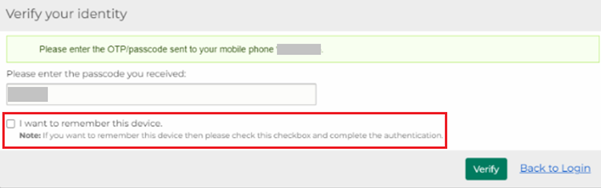 Verify your identity
Please enter the OTP/passcode sent to your mobile phone '.
Please enter the passcode you received:
I want to remember this device.
Note: If you want to remember this device then please check this checkbox and complete the authentication.
Verify
Back to Login